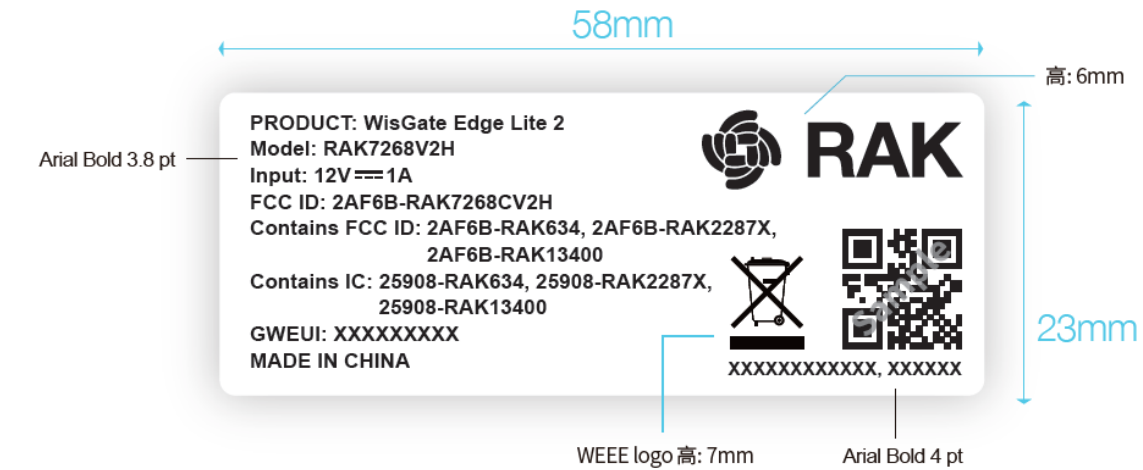 58mm
高: 6mm
PRODUCT: WisGate Edge Lite 2
Model: RAK7268V2H
Input: 12V⎓1A
FCC ID: 2AF6B-RAK7268CV2H
Contains FCC ID: 2AF6B-RAK634, 2AF6B-RAK2287X,
2AF6B-RAK13400
Contains IC: 25908-RAK634, 25908-RAK2287X,
25908-RAK13400
GWEUI: XXXXXXXXX
MADE IN CHINA
Arial Bold 3.8 pt
RAK
Sample
XXXXXXXXXXXX, XXXXXX
23mm
WEEE logo 高: 7mm
Arial Bold 4 pt